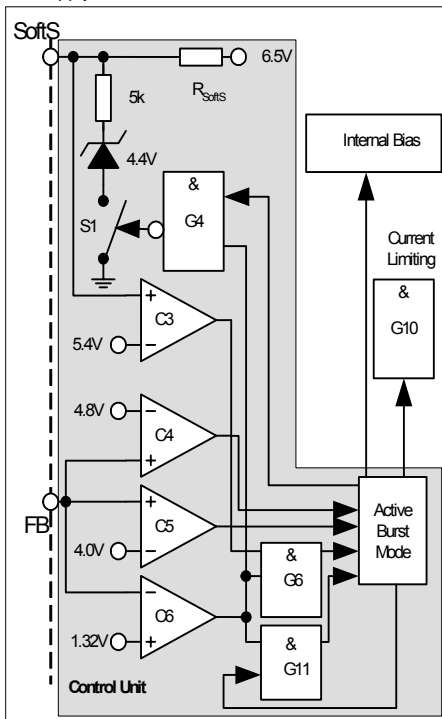 SoftS
6.5V
5k
RSoftS
4.4V
S1
&
G4
Internal Bias
Current
Limiting
&
G10
C3
5.4V
4.8V
C4
FB
C5
4.0V
C6
1.32V
&
G6
&
G11
Active
Burst
Mode
Control Unit